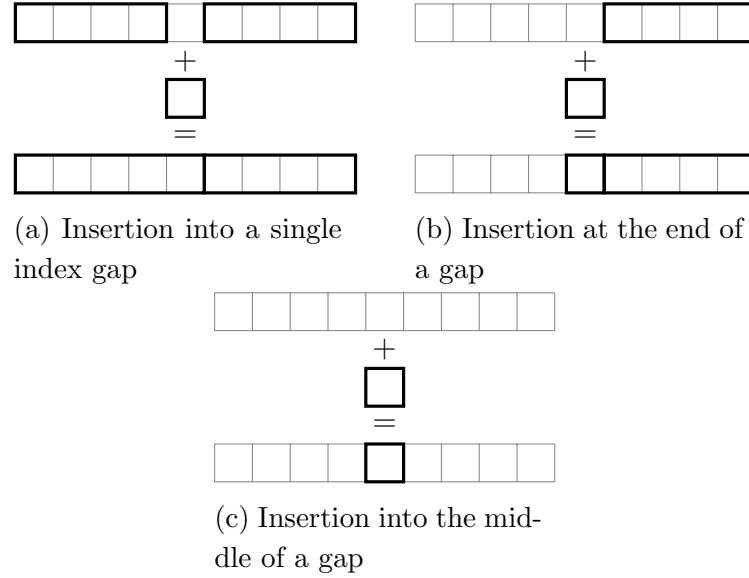 +
=
(a) Insertion into a single
index gap
+
=
(b) Insertion at the end of
a gap
+
=
(c) Insertion into the mid-
dle of a gap